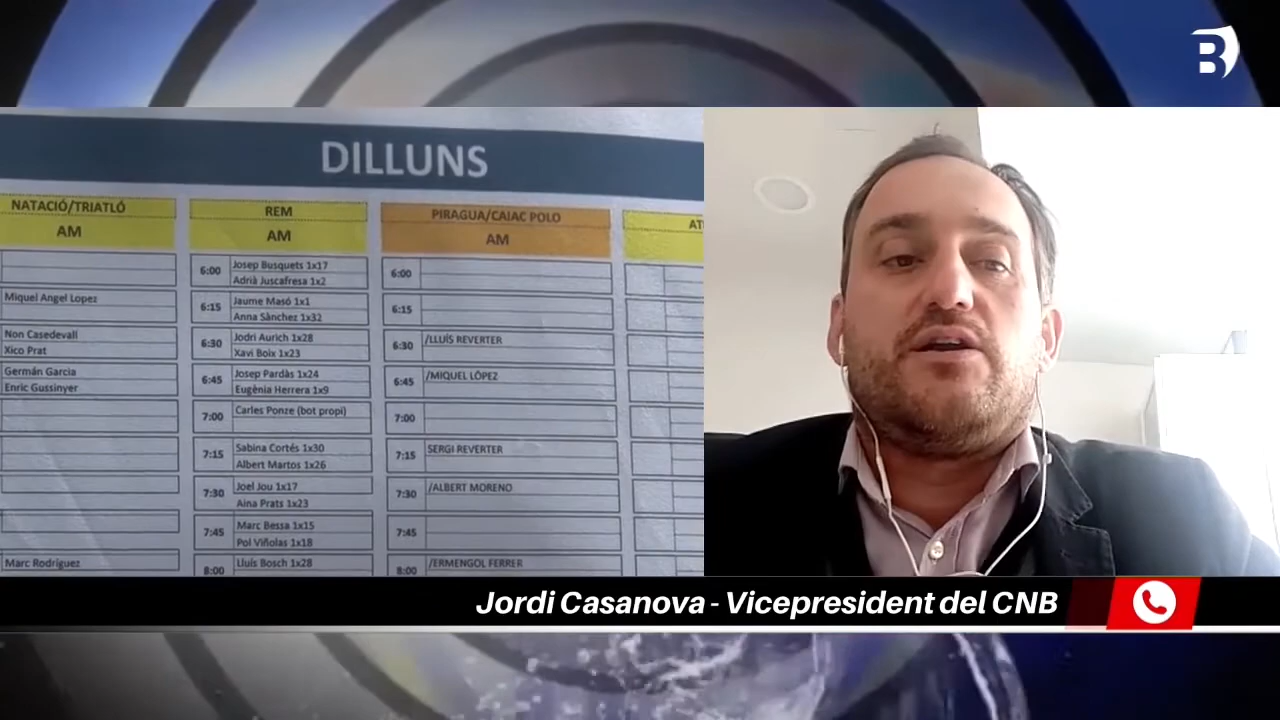 B
DILLUNS
NATACIÓ/TRIATLÓ
AM
Miquel Angel Lopez
Non Casedevall
Xico Prat
Germán Garcia
Enric Gussinyer
Marc Rodríguez
REM
AM
6:00 Josep Busquets 1x17
Adrià Juscafresa 1x2
6:15 Jaume Masó 1x1
Anna Sànchez 1x32
6:30 Jodri Aurich 1x28
Xavi Boix 1x23
6:45 Josep Pardàs 1x24
Eugènia Herrera 1x9
7:00 Carles Ponze (bot propi)
7:15 Sabina Cortés 1x30
Albert Martos 1x26
7:30 Joel Jou 1x17
Aina Prats 1x23
7:45 Marc Bessa 1x15
Pol Viñolas 1x18
8:00 Lluís Bosch 1x28
PIRAGUA/CAIAC POLO
AM
6:00
6:15
6:30 /LLUÍS REVERTER
6:45 /MIQUEL LÓPEZ
7:00
7:15 SERGI REVERTER
7:30 /ALBERT MORENO
7:45
8:00 /ERMENGOL FERRER
Jordi Casanova - Vicepresident del CNB